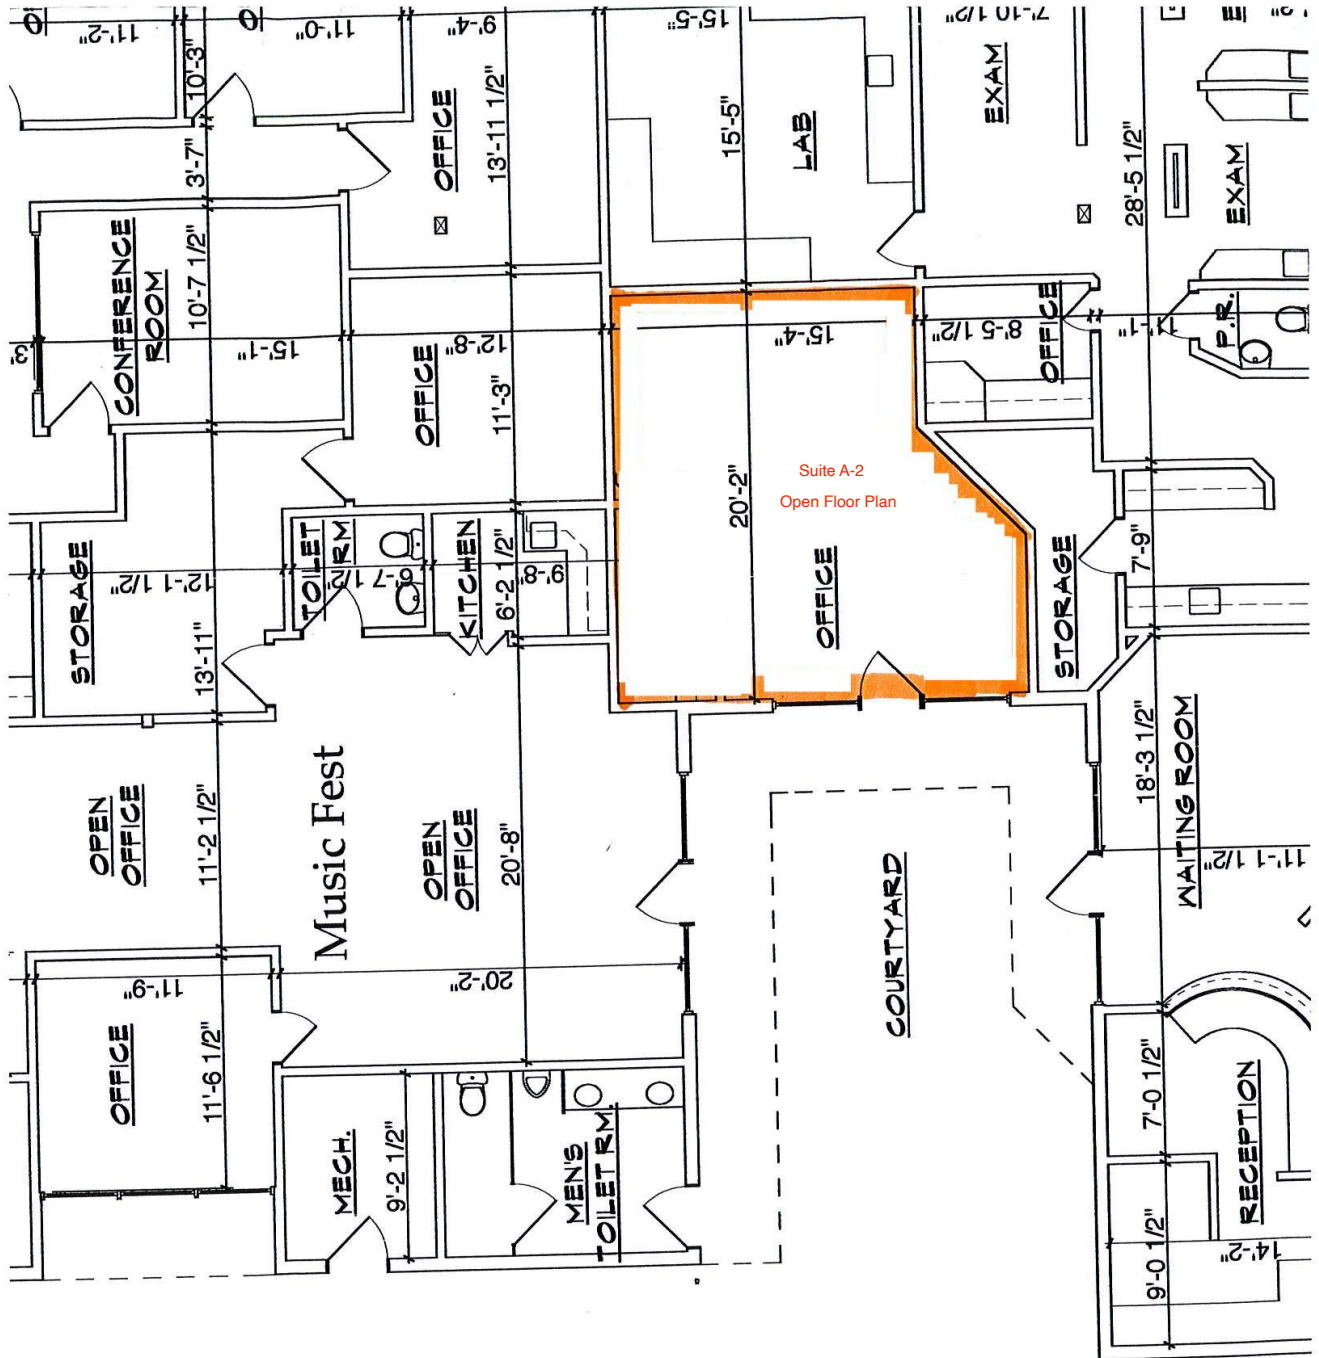 11'-2"
11'-0"
9'-4"
15'-5"
7'-10 1/2"
10'-3"
OFFICE
13'-11 1/2"
15'-5"
LAB
EXAM
28'-5 1/2"
EXAM
3'-7"
CONFERENCE
ROOM
10'-7 1/2"
15'-1"
3'
OFFICE
12'-8"
11'-3"
15'-4"
8'-5 1/2"
OFFICE
P.R.
Suite A-2
Open Floor Plan
20'-2"
OFFICE
STORAGE
7'-9"
STORAGE
12'-1 1/2"
13'-11"
TOILET
RM
6'-7 1/2"
KITCHEN
6'-2 1/2"
9'-8"
OPEN
OFFICE
11'-2 1/2"
Music Fest
OPEN
OFFICE
20'-8"
20'-2"
COURTYARD
18'-3 1/2"
WAITING ROOM
11'-1 1/2"
11'-9"
OFFICE
11'-6 1/2"
MECH.
9'-2 1/2"
MEN'S
TOILET RM.
7'-0 1/2"
RECEPTION
9'-0 1/2"
14'-2"